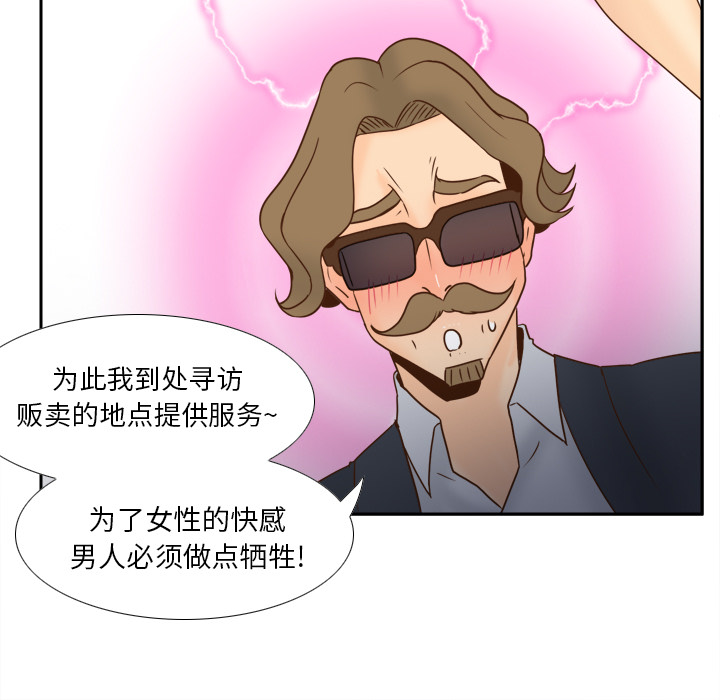 为此我到处寻访
贩卖的地点提供服务~
为了女性的快感
男人必须做点牺牲!